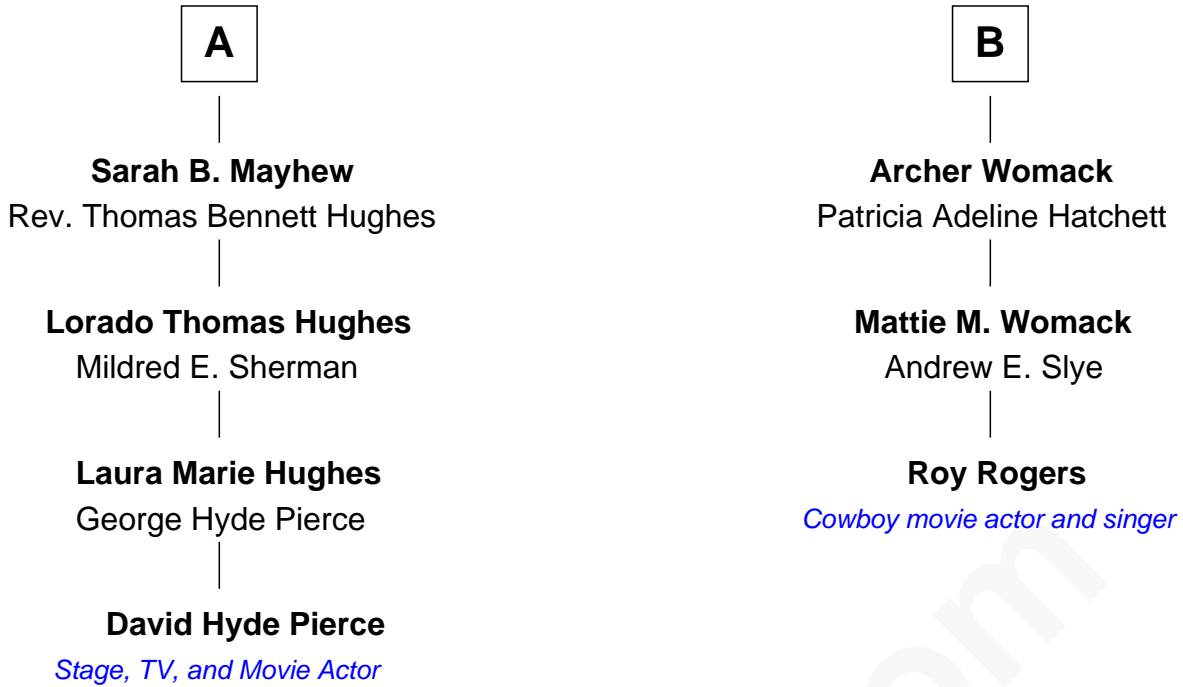 A
Sarah B. Mayhew
Rev. Thomas Bennett Hughes
Lorado Thomas Hughes
Mildred E. Sherman
Laura Marie Hughes
George Hyde Pierce
David Hyde Pierce
Stage, TV, and Movie Actor
B
Archer Womack
Patricia Adeline Hatchett
Mattie M. Womack
Andrew E. Slye
Roy Rogers
Cowboy movie actor and singer
om